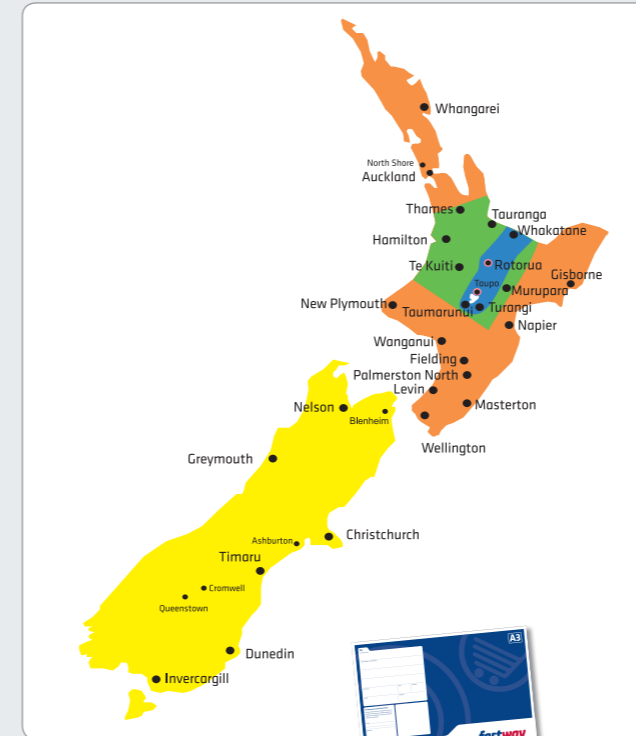 Whangarei
North Shore
Auckland
Thames
Tauranga
Whakatane
Hamilton
Te Kuiti
Rotorua
Gisborne
Taupo
Murupara
New Plymouth
Taumarunui
Turangi
Napier
Wanganui
Fielding
Palmerston North
Levin
Masterton
Nelson
Blenheim
Wellington
Greymouth
Ashburton
Christchurch
Timaru
Cromwell
Queenstown
Dunedin
Invercargill
A3
fastway